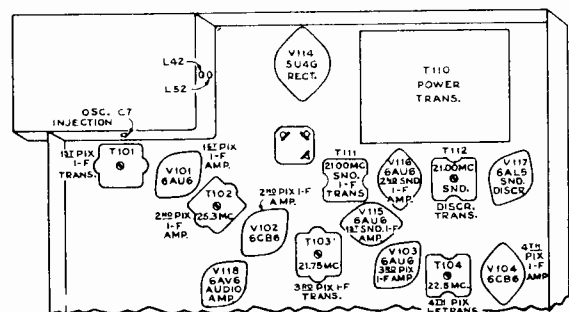 L42
L52
OSC. C7
INJECTION
V114
5U4G
RECT.
T110
POWER
TRANS.
1ST PIX
I-F
TRANS.
T101
V101
6AU6
1ST PIX
I-F
AMP.
2ND PIX
I-F
AMP.
T102
25.3MC.
2ND PIX I-F
AMP.
V102
6CB6
V118
6AV6
AUDIO
AMP.
T103
21.75MC.
3RD PIX I-F
TRANS.
T111
21.00MC
SND.
I-F
TRANS
V116
6AU6
2ND SND
I-F
AMP.
V115
6AU6
1ST SND. I-F
AMP.
T112
21.00MC
SND.
DISCR.
TRANS.
V117
6AL5
SND.
DISCR.
V103
6AU6
3RD PIX
I-F AMP.
T104
22.8MC.
4TH PIX
I-F TRANS.
V104
6CB6
4TH
PIX
I-F
AMP